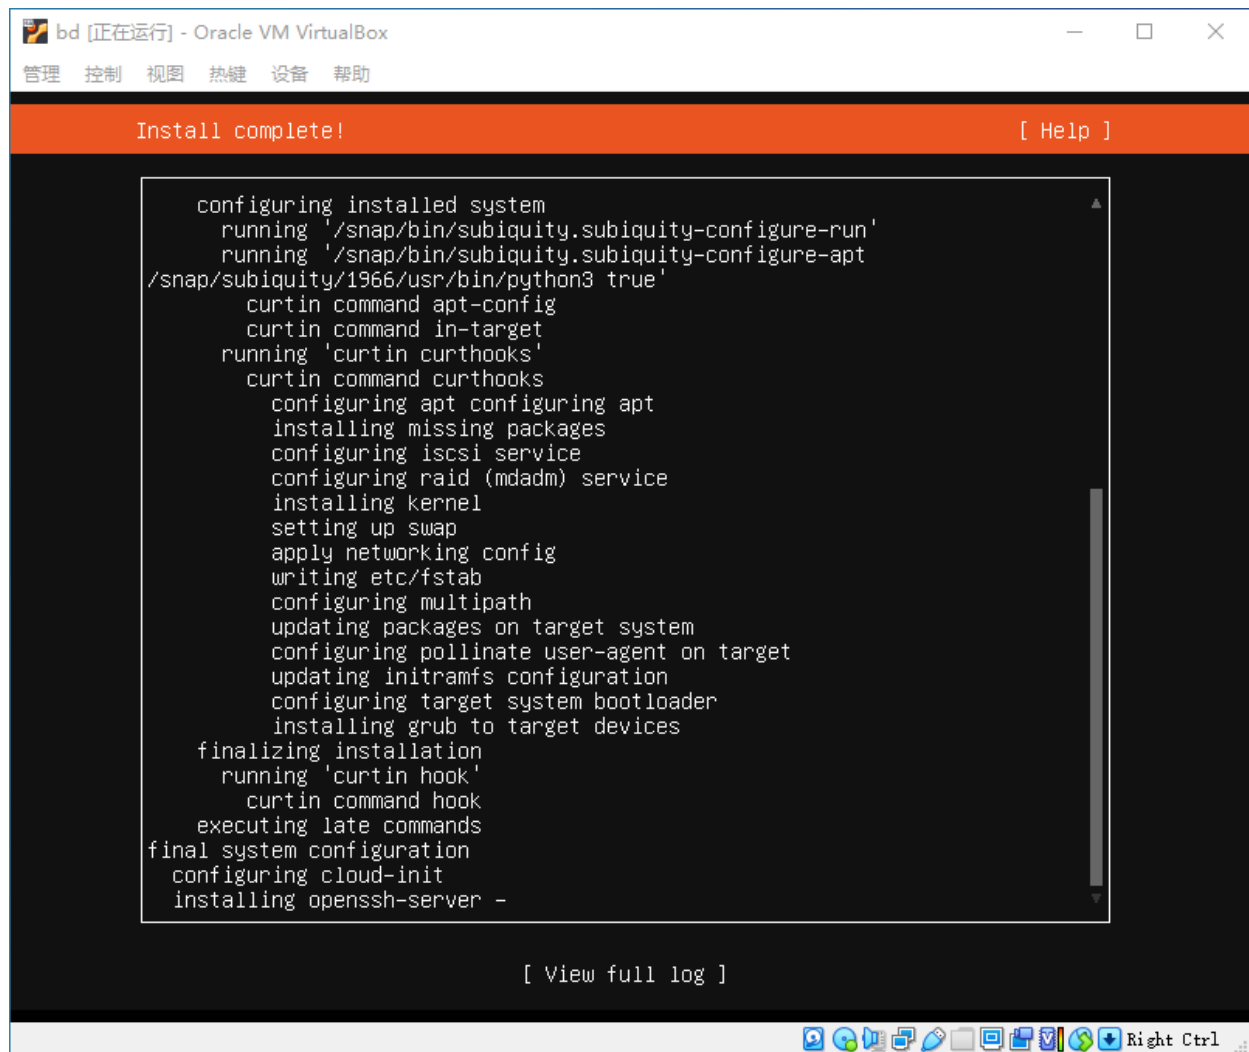 bd [正在运行] - Oracle VM VirtualBox
管理 控制 视图 热键 设备 帮助
Install complete! [ Help ]
configuring installed system
running '/snap/bin/subiquity.subiquity-configure-run'
running '/snap/bin/subiquity.subiquity-configure-apt
/snap/subiquity/1966/usr/bin/python3 true'
curtin command apt-config
curtin command in-target
running 'curtin curthooks'
curtin command curthooks
configuring apt configuring apt
installing missing packages
configuring iscsi service
configuring raid (mdadm) service
installing kernel
setting up swap
apply networking config
writing etc/fstab
configuring multipath
updating packages on target system
configuring pollinate user-agent on target
updating initramfs configuration
configuring target system bootloader
installing grub to target devices
finalizing installation
running 'curtin hook'
curtin command hook
executing late commands
final system configuration
configuring cloud-init
installing openssh-server -
[ View full log ]
Right Ctrl